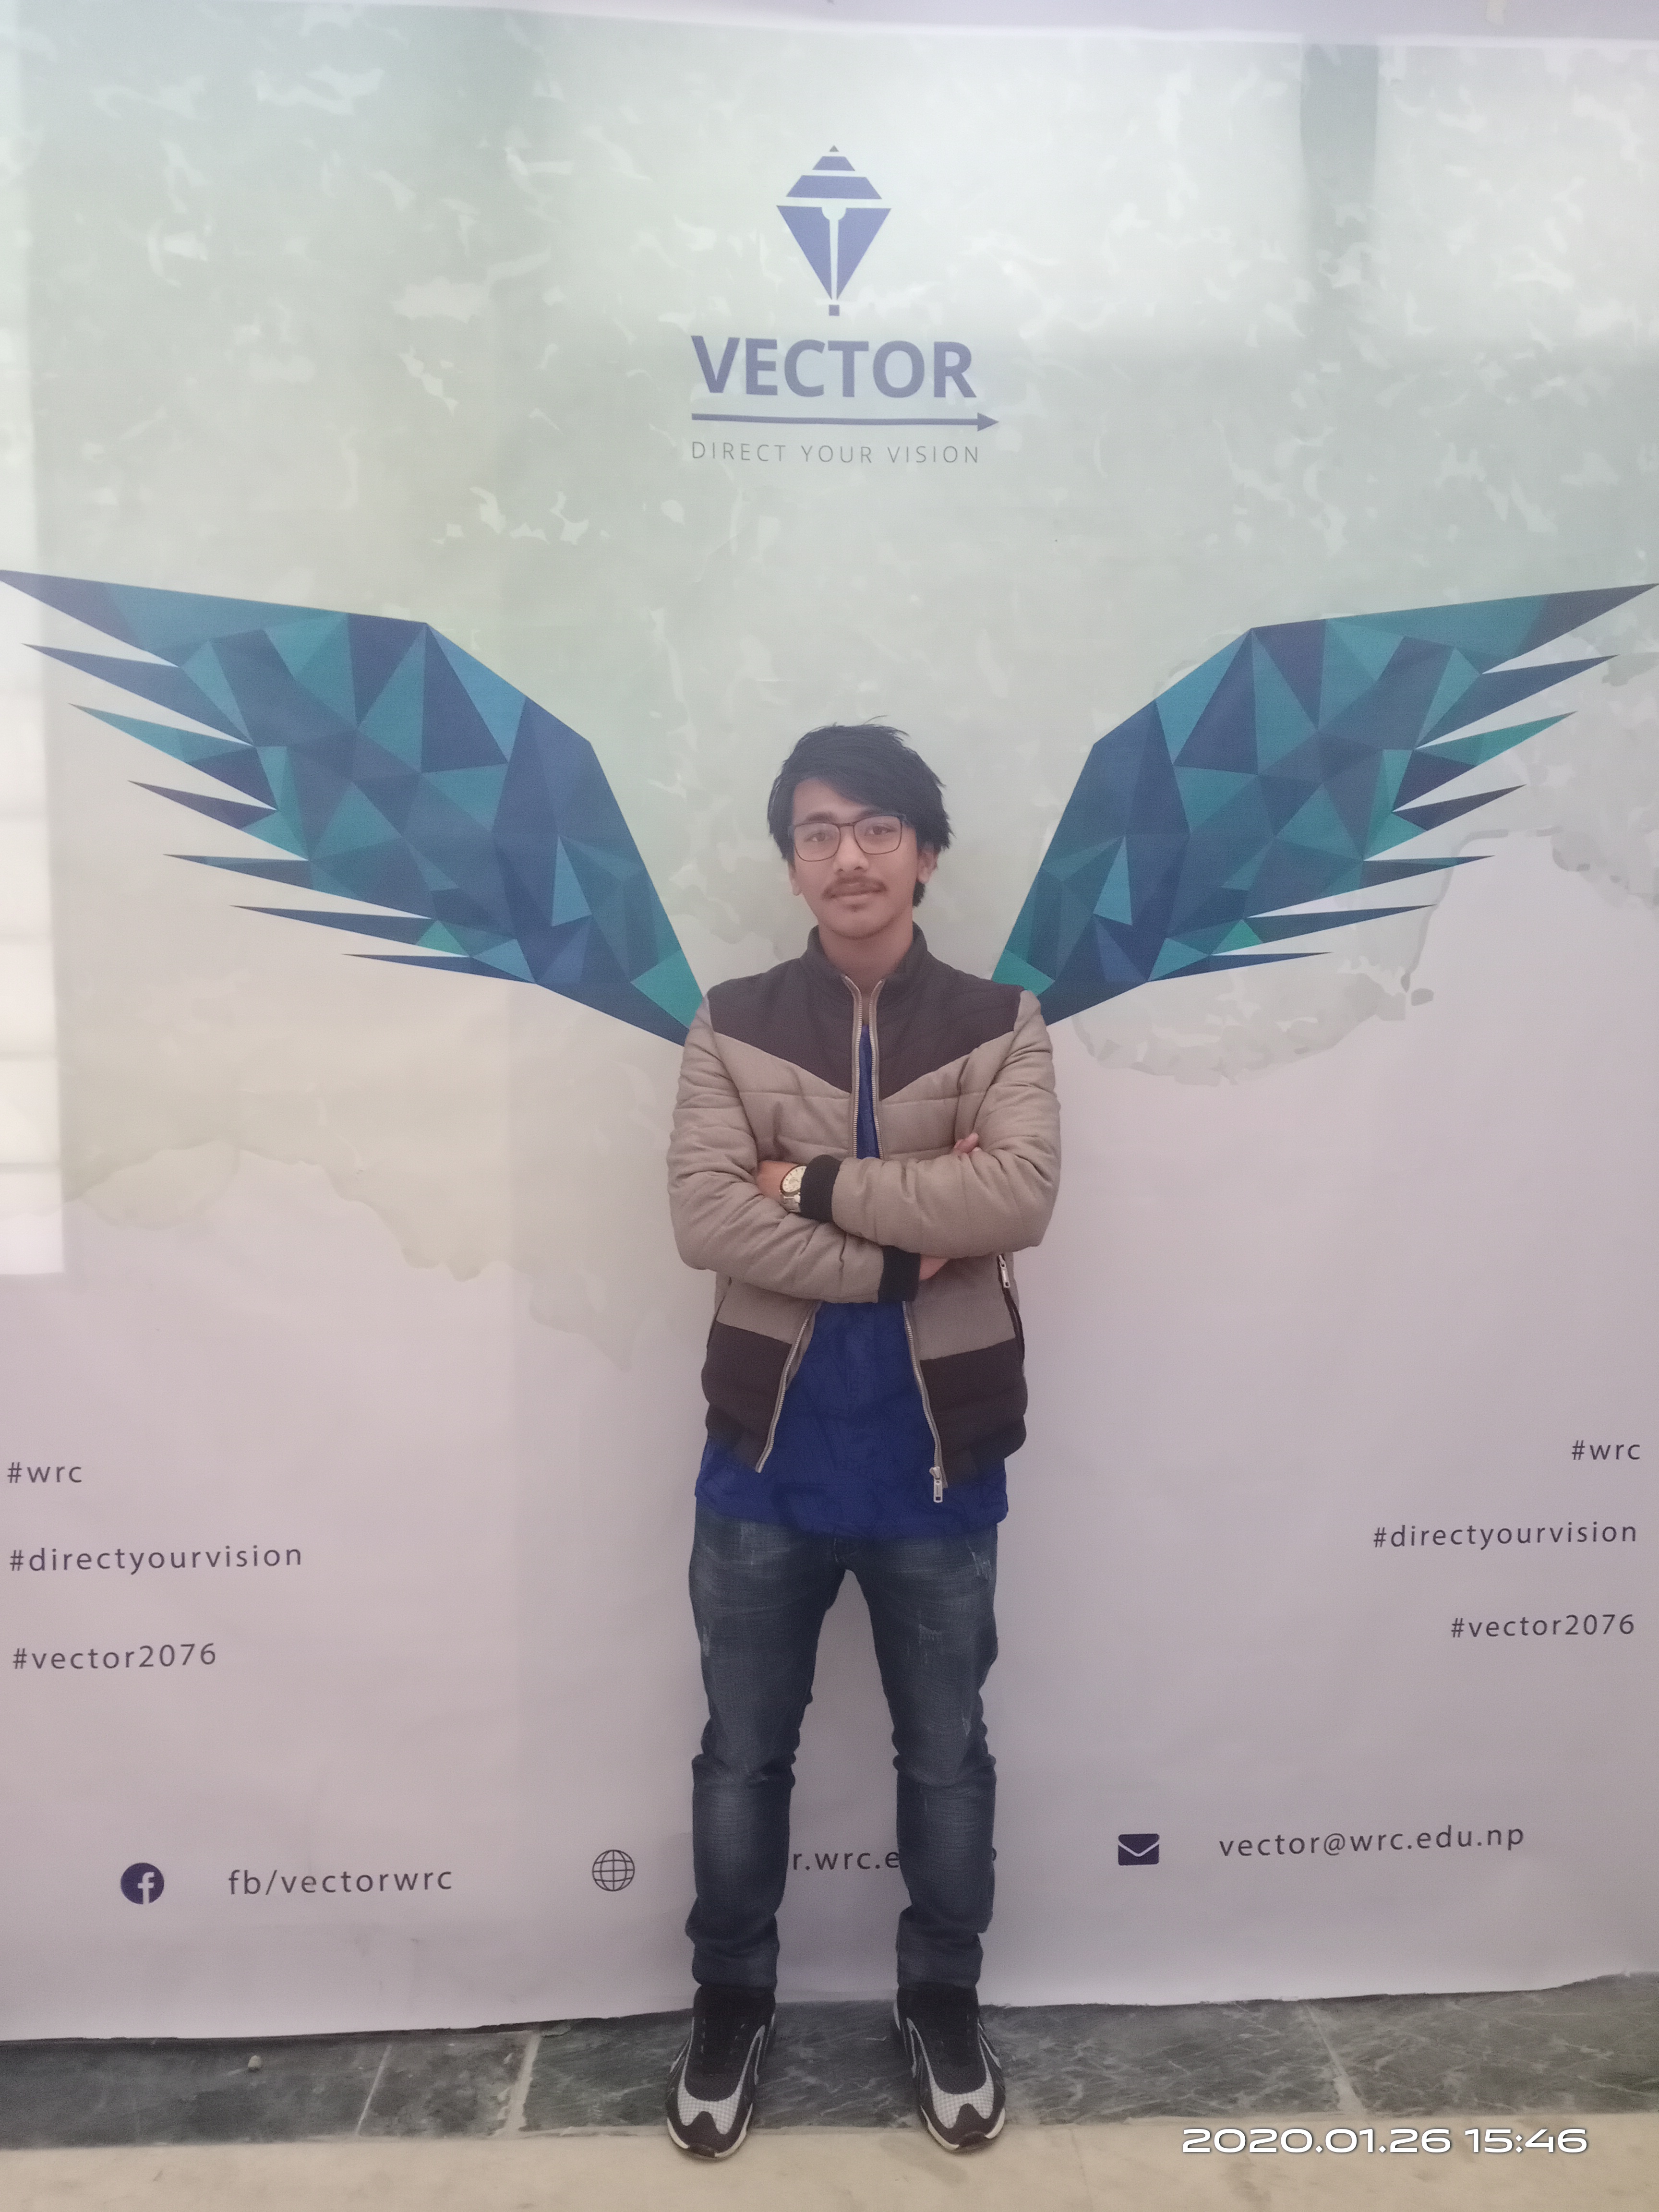 VECTOR
DIRECT YOUR VISION
#wrc
#directyourvision
#vector2076
#wrc
#directyourvision
#vector2076
fb/vectorwrc
vector@wrc.edu.np
2020.01.26 15:46